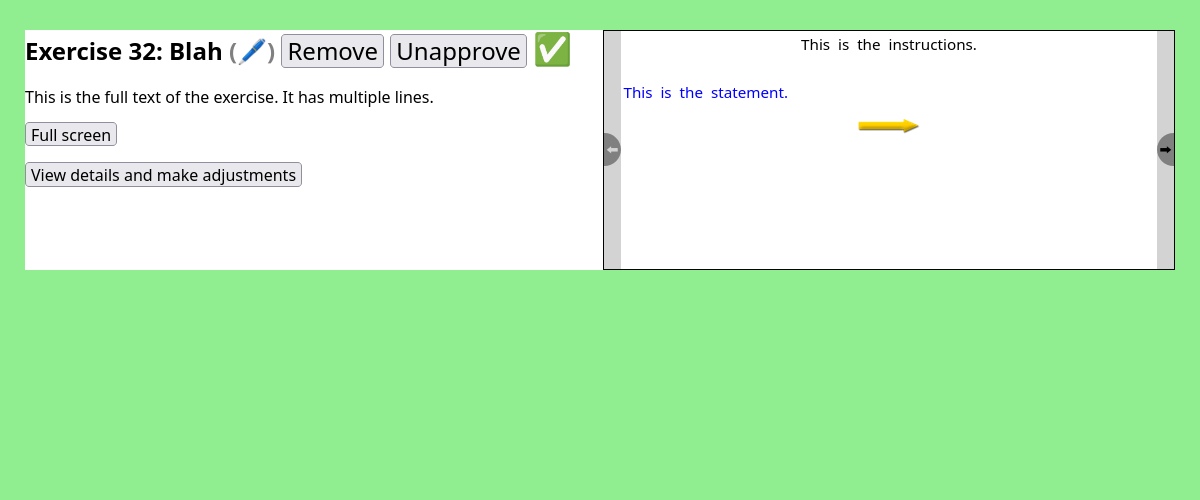 Exercise 32: Blah (🖊️) Remove Unapprove ✅
This is the full text of the exercise. It has multiple lines.
Full screen
View details and make adjustments
This is the instructions.
This is the statement.